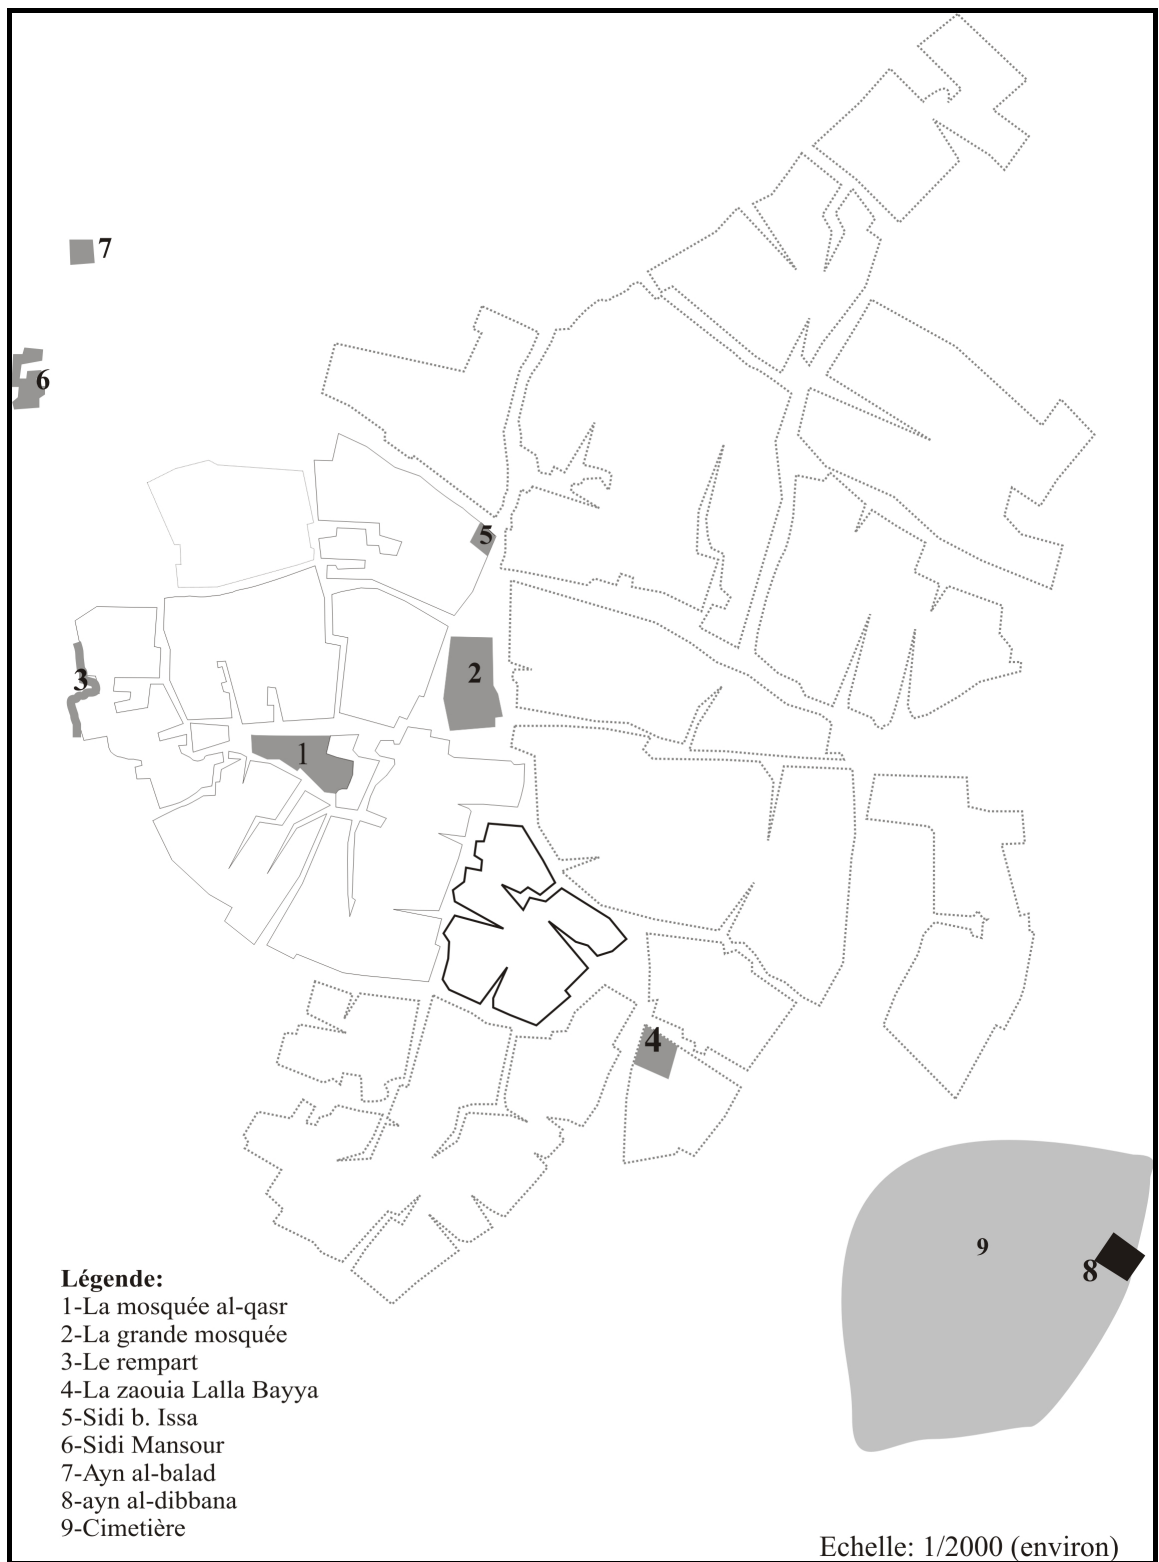 7
6
5
3
2
1
4
9
8
Légende:
1-La mosquée al-qasr
2-La grande mosquée
3-Le rempart
4-La zaouia Lalla Bayya
5-Sidi b. Issa
6-Sidi Mansour
7-Ayn al-balad
8-ayn al-dibbana
9-Cimetière
Echelle: 1/2000 (environ)